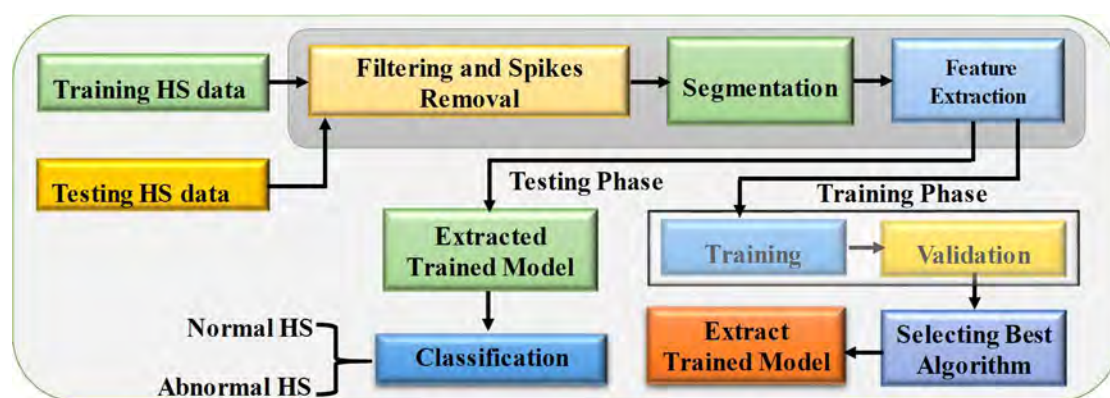 Training HS data
Filtering and Spikes
Removal
Segmentation
Feature
Extraction
Testing HS data
Testing Phase
Training Phase
Extracted
Trained Model
Training
Validation
Normal HS
Abnormal HS
Classification
Extract
Trained Model
Selecting Best
Algorithm